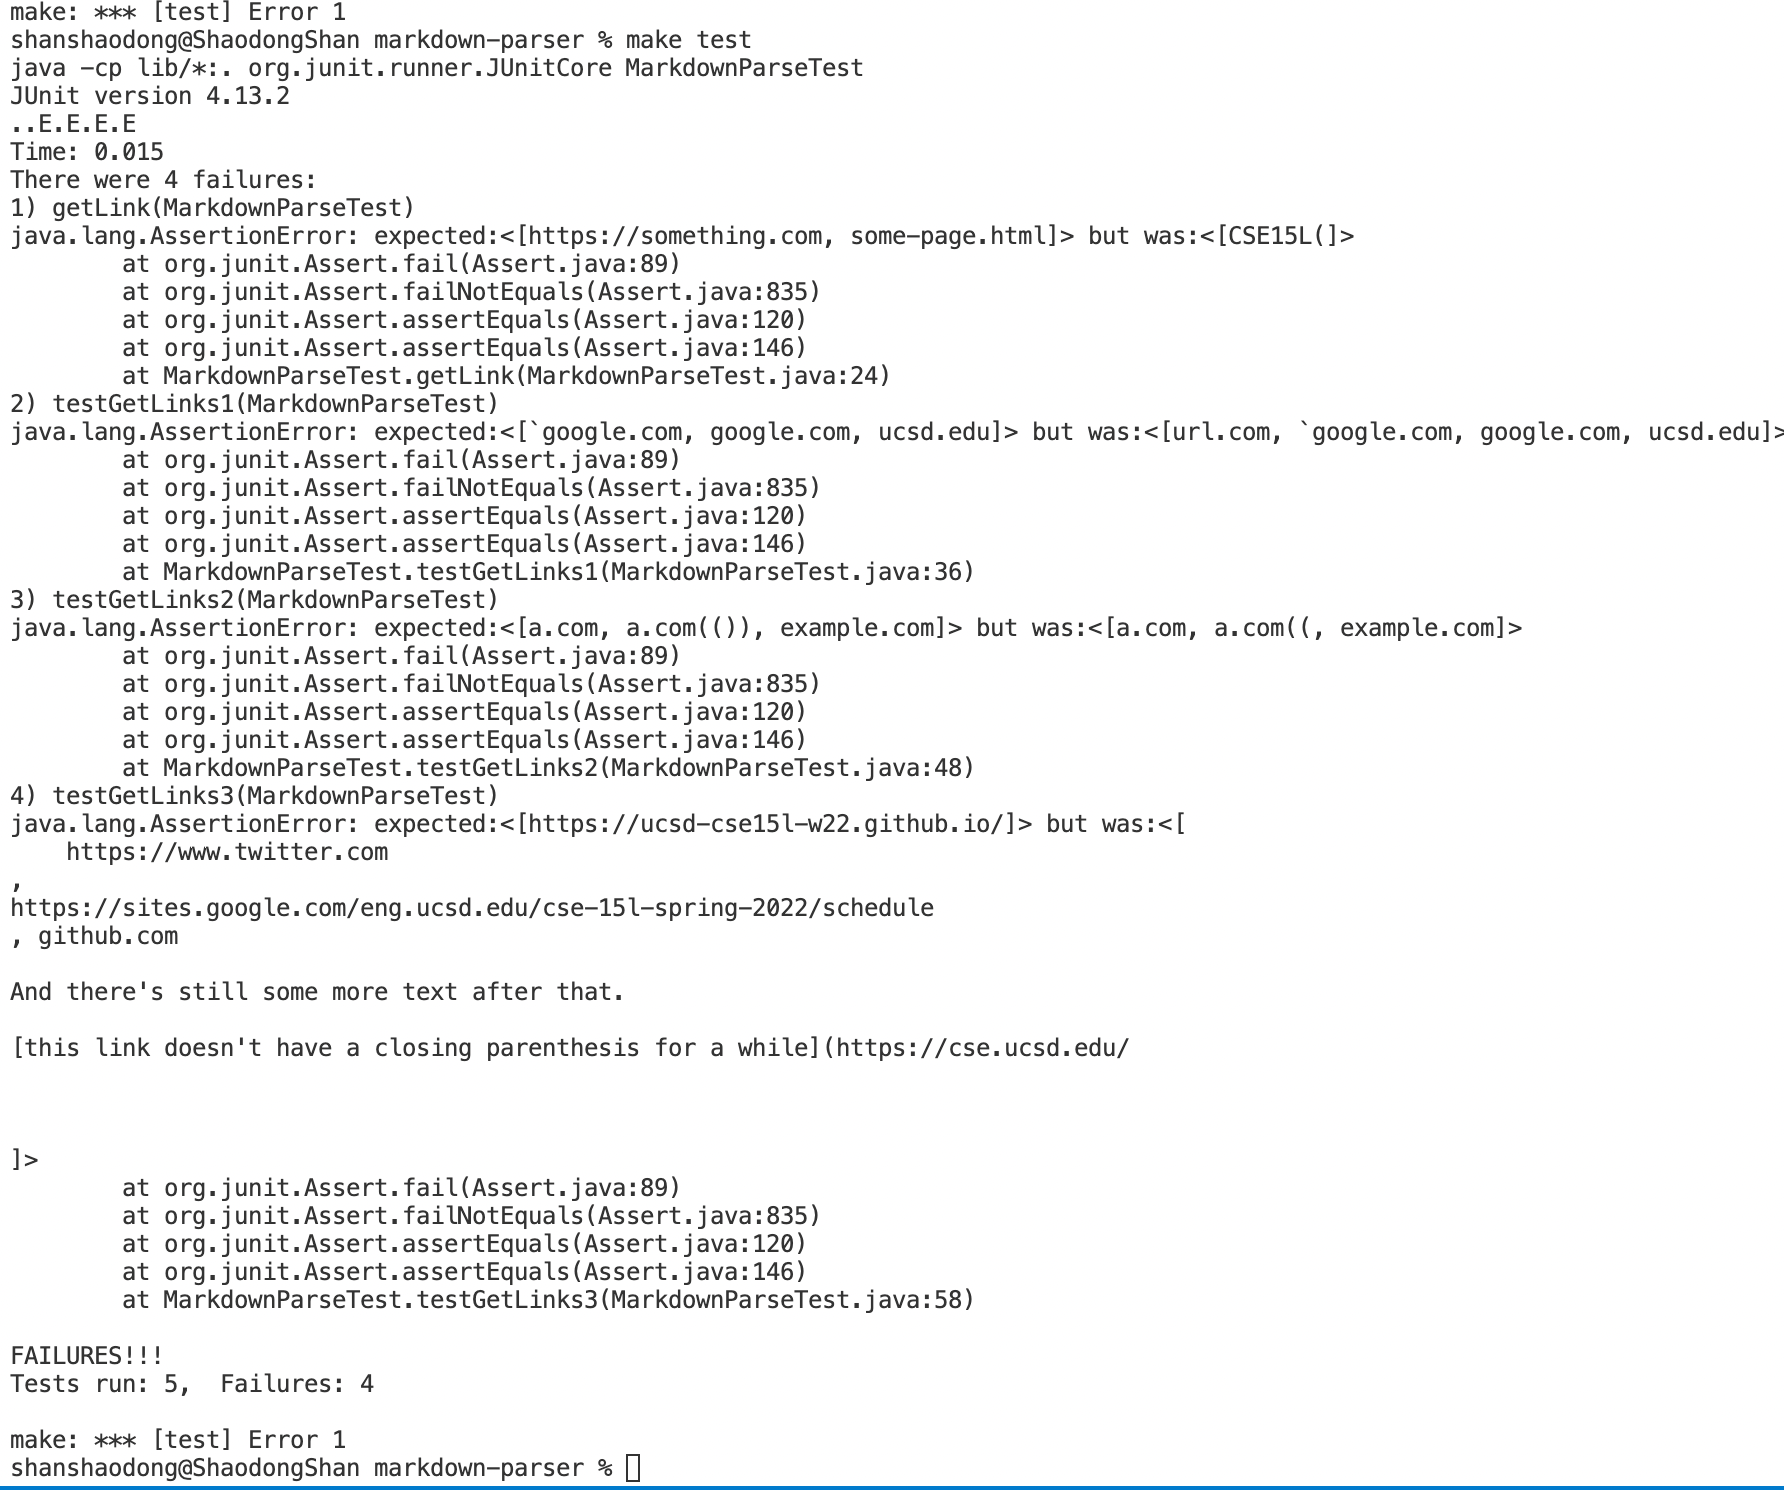 make: *** [test] Error 1
shanshaodong@ShaodongShan markdown-parser % make test
java -cp lib/*:. org.junit.runner.JUnitCore MarkdownParseTest
JUnit version 4.13.2
..E.E.E.E
Time: 0.015
There were 4 failures:
1) getLink(MarkdownParseTest)
java.lang.AssertionError: expected:<[https://something.com, some-page.html]> but was:<[CSE15L(]>
        at org.junit.Assert.fail(Assert.java:89)
        at org.junit.Assert.failNotEquals(Assert.java:835)
        at org.junit.Assert.assertEquals(Assert.java:120)
        at org.junit.Assert.assertEquals(Assert.java:146)
        at MarkdownParseTest.getLink(MarkdownParseTest.java:24)
2) testGetLinks1(MarkdownParseTest)
java.lang.AssertionError: expected:<[`google.com, google.com, ucsd.edu]> but was:<[url.com, `google.com, google.com, ucsd.edu]>
        at org.junit.Assert.fail(Assert.java:89)
        at org.junit.Assert.failNotEquals(Assert.java:835)
        at org.junit.Assert.assertEquals(Assert.java:120)
        at org.junit.Assert.assertEquals(Assert.java:146)
        at MarkdownParseTest.testGetLinks1(MarkdownParseTest.java:36)
3) testGetLinks2(MarkdownParseTest)
java.lang.AssertionError: expected:<[a.com, a.com(()), example.com]> but was:<[a.com, a.com((, example.com]>
        at org.junit.Assert.fail(Assert.java:89)
        at org.junit.Assert.failNotEquals(Assert.java:835)
        at org.junit.Assert.assertEquals(Assert.java:120)
        at org.junit.Assert.assertEquals(Assert.java:146)
        at MarkdownParseTest.testGetLinks2(MarkdownParseTest.java:48)
4) testGetLinks3(MarkdownParseTest)
java.lang.AssertionError: expected:<[https://ucsd-cse15l-w22.github.io/]> but was:<[
    https://www.twitter.com
,
https://sites.google.com/eng.ucsd.edu/cse-15l-spring-2022/schedule
, github.com

And there's still some more text after that.

[this link doesn't have a closing parenthesis for a while](https://cse.ucsd.edu/



]>
        at org.junit.Assert.fail(Assert.java:89)
        at org.junit.Assert.failNotEquals(Assert.java:835)
        at org.junit.Assert.assertEquals(Assert.java:120)
        at org.junit.Assert.assertEquals(Assert.java:146)
        at MarkdownParseTest.testGetLinks3(MarkdownParseTest.java:58)

FAILURES!!!
Tests run: 5,  Failures: 4

make: *** [test] Error 1
shanshaodong@ShaodongShan markdown-parser %